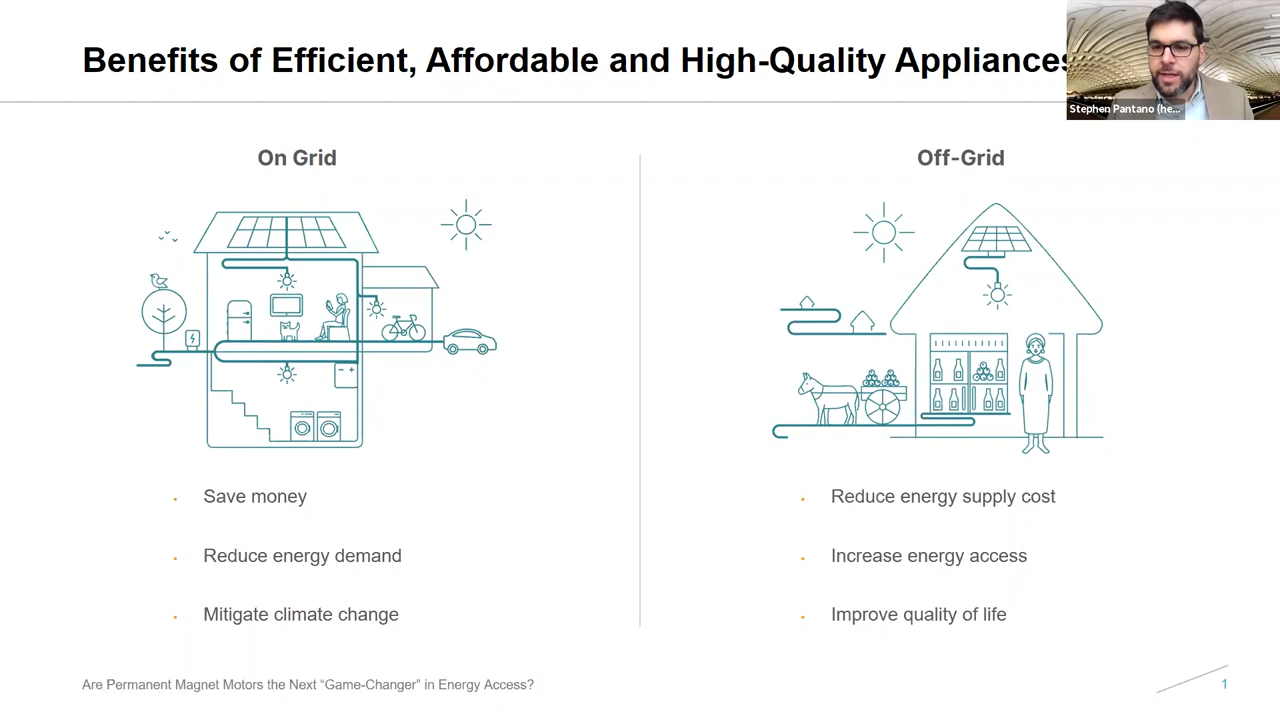 Benefits of Efficient, Affordable and High-Quality Appliances
Stephen Pantano (he...
On Grid
Off-Grid
Save money
Reduce energy demand
Mitigate climate change
Reduce energy supply cost
Increase energy access
Improve quality of life
Are Permanent Magnet Motors the Next “Game-Changer” in Energy Access?
1